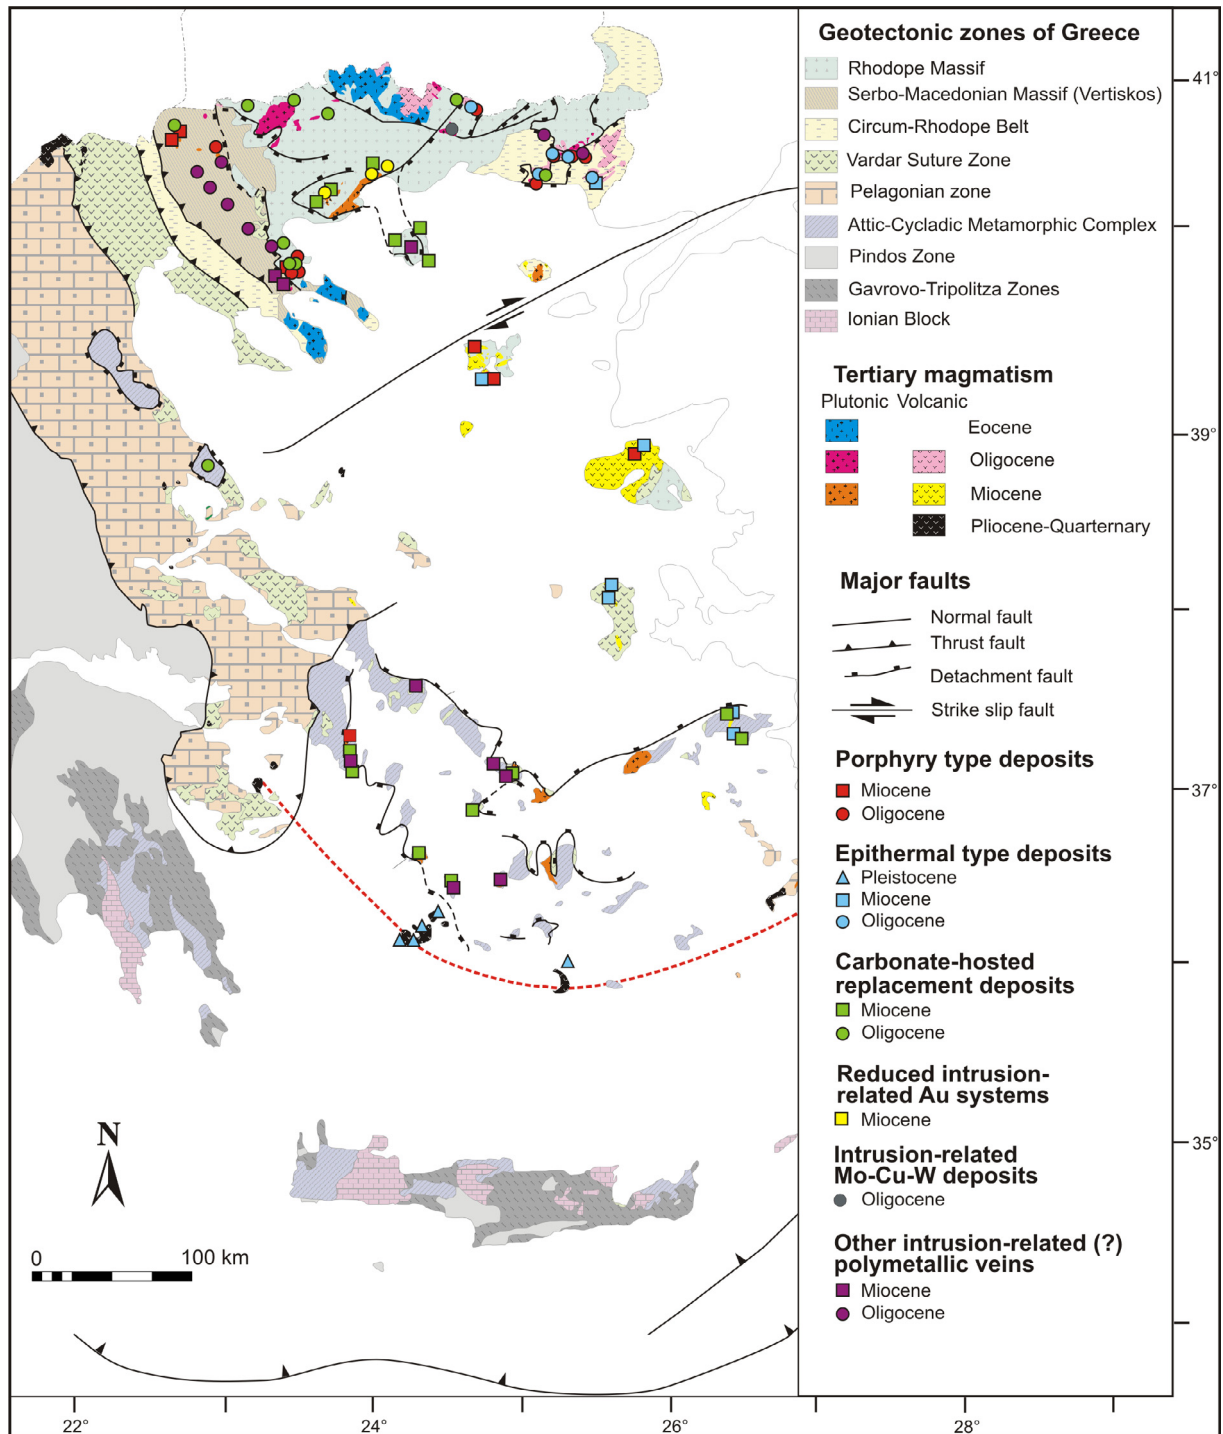 Geotectonic zones of Greece
Rhodope Massif
Serbo-Macedonian Massif (Vertiskos)
Circum-Rhodope Belt
Vardar Suture Zone
Pelagonian zone
Attic-Cycladic Metamorphic Complex
Pindos Zone
Gavrovo-Tripolitza Zones
Ionian Block
Tertiary magmatism
Plutonic Volcanic
Eocene
Oligocene
Miocene
Pliocene-Quarternary
Major faults
Normal fault
Thrust fault
Detachment fault
Strike slip fault
Porphyry type deposits
Miocene
Oligocene
Epithermal type deposits
Pleistocene
Miocene
Oligocene
Carbonate-hosted
replacement deposits
Miocene
Oligocene
Reduced intrusion-
related Au systems
Miocene
Intrusion-related
Mo-Cu-W deposits
Oligocene
Other intrusion-related (?)
polymetallic veins
Miocene
Oligocene
41°
39°
37°
35°
N
0 100 km
22° 24° 26° 28°